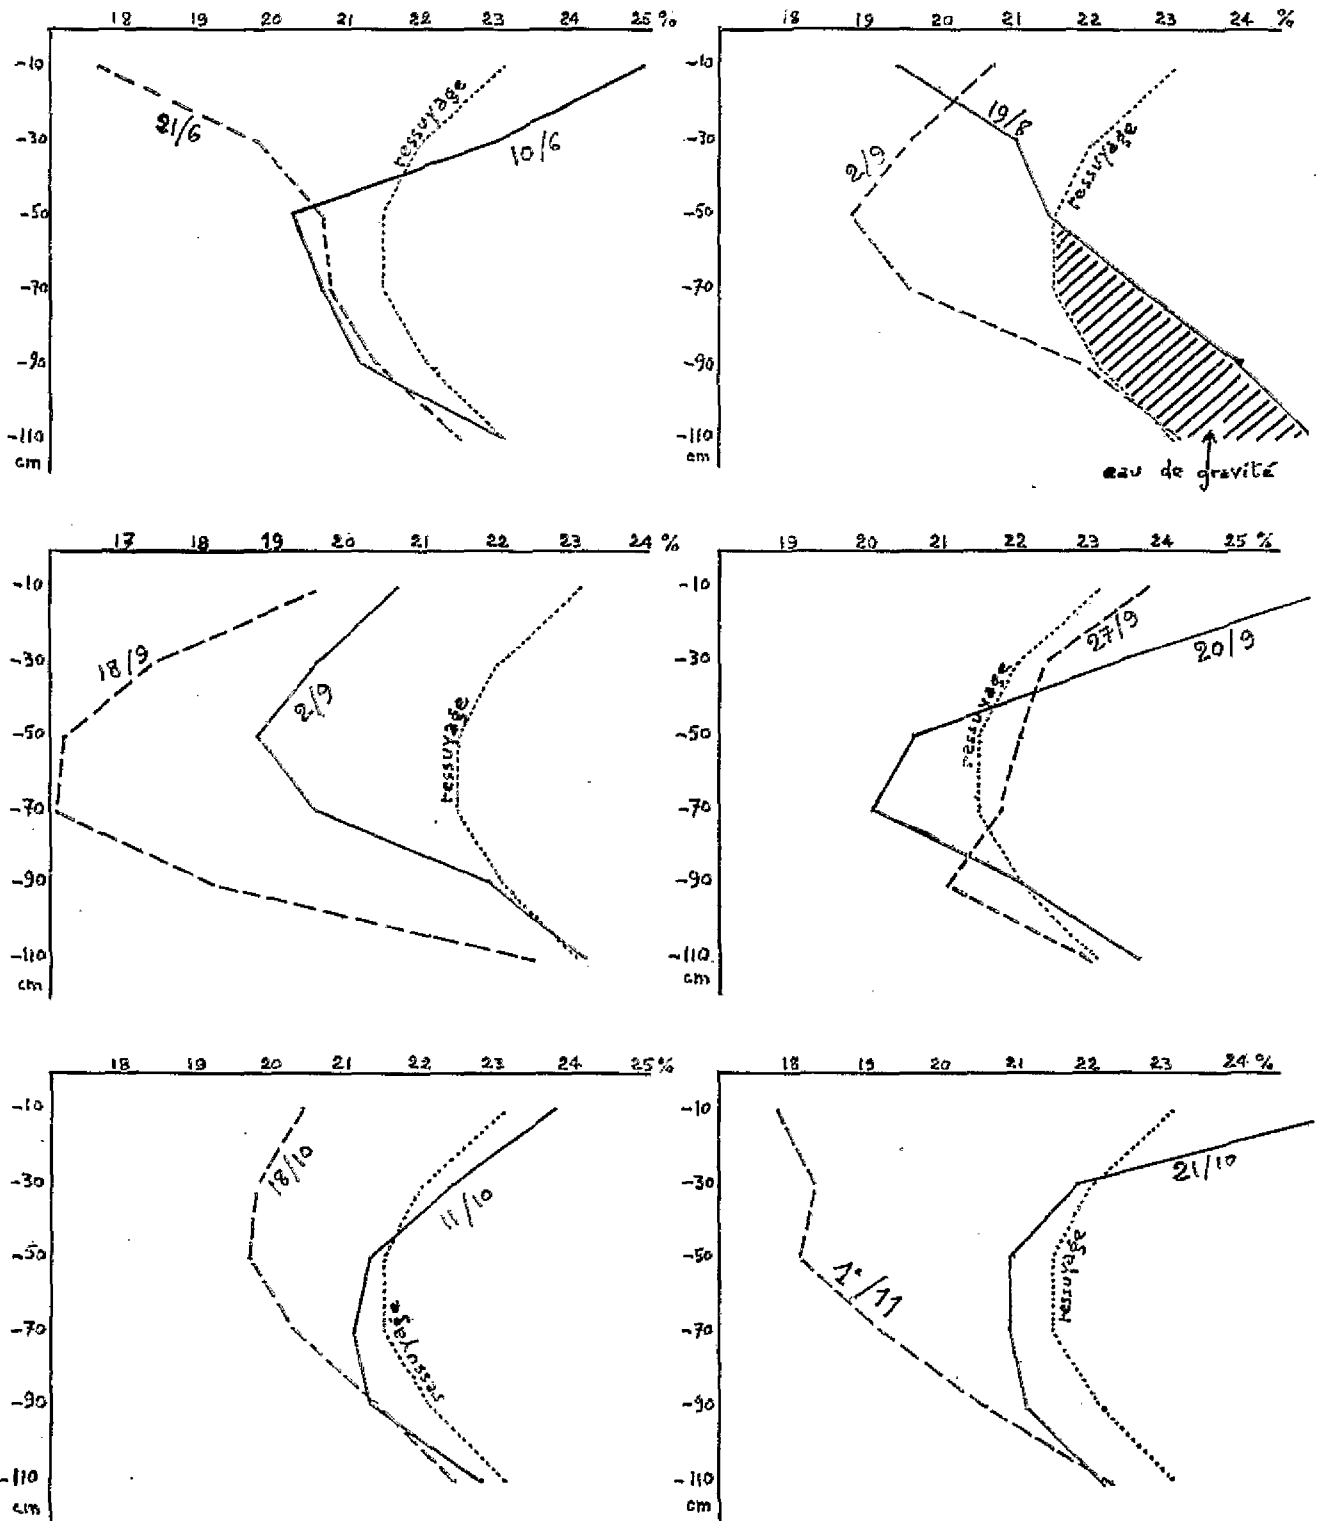 18 19 20 21 22 23 24 25 %
-10
-30
-50
-70
-90
-110
cm
21/6
ressuyage
10/6
18 19 20 21 22 23 24 %
-10
-30
-50
-70
-90
-110
cm
2/9
19/8
ressuyage
eau de gravité
17 18 19 20 21 22 23 24 %
-10
-30
-50
-70
-90
-110
cm
18/9
2/9
ressuyage
19 20 21 22 23 24 25 %
-10
-30
-50
-70
-90
-110
cm
ressuyage
27/9
20/9
18 19 20 21 22 23 24 25 %
-10
-30
-50
-70
-90
-110
cm
18/10
11/10
ressuyage
18 19 20 21 22 23 24 %
-10
-30
-50
-70
-90
-110
cm
1°/11
ressuyage
21/10